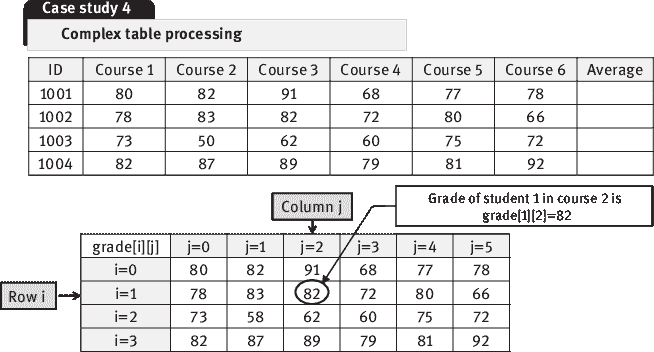 Case study 4
Complex table processing
ID Course 1 Course 2 Course 3 Course 4 Course 5 Course 6 Average
1001 80 82 91 68 77 78
1002 78 83 82 72 80 66
1003 73 50 62 60 75 72
1004 82 87 89 79 81 92
Grade of student 1 in course 2 is
grade[1][2]=82
Column j
grade[i][j] j=0 j=1 j=2 j=3 j=4 j=5
i=0 80 82 91 68 77 78
Row i
i=1 78 83 82 72 80 66
i=2 73 58 62 60 75 72
i=3 82 87 89 79 81 92